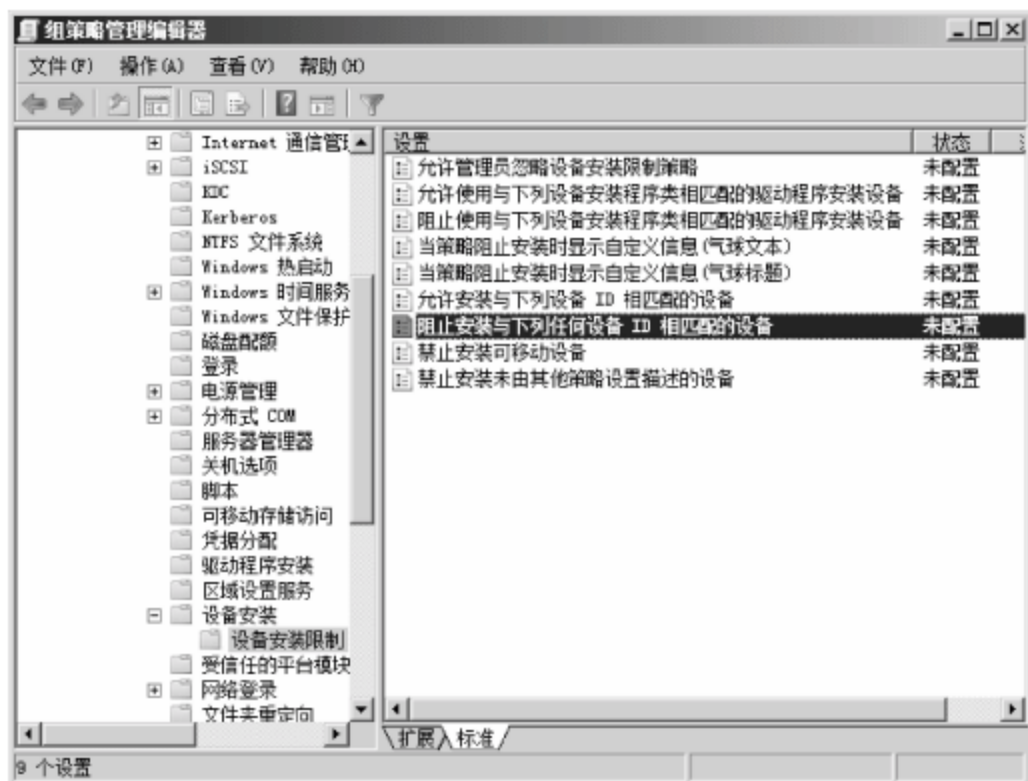 组策略管理编辑器
文件(F) 操作(A) 查看(V) 帮助(H)
Internet 通信管理
iSCSI
KDC
Kerberos
NTFS 文件系统
Windows 热启动
Windows 时间服务
Windows 文件保护
磁盘配额
登录
电源管理
分布式 COM
服务器管理器
关机选项
脚本
可移动存储访问
凭据分配
驱动程序安装
区域设置服务
设备安装
设备安装限制
受信任的平台模块
网络登录
文件夹重定向
设置 状态
允许管理员忽略设备安装限制策略 未配置
允许使用与下列设备安装程序类相匹配的驱动程序安装设备 未配置
阻止使用与下列设备安装程序类相匹配的驱动程序安装设备 未配置
当策略阻止安装时显示自定义信息(气球文本) 未配置
当策略阻止安装时显示自定义信息(气球标题) 未配置
允许安装与下列设备 ID 相匹配的设备 未配置
阻止安装与下列任何设备 ID 相匹配的设备 未配置
禁止安装可移动设备 未配置
禁止安装未由其他策略设置描述的设备 未配置
扩展 标准
9 个设置